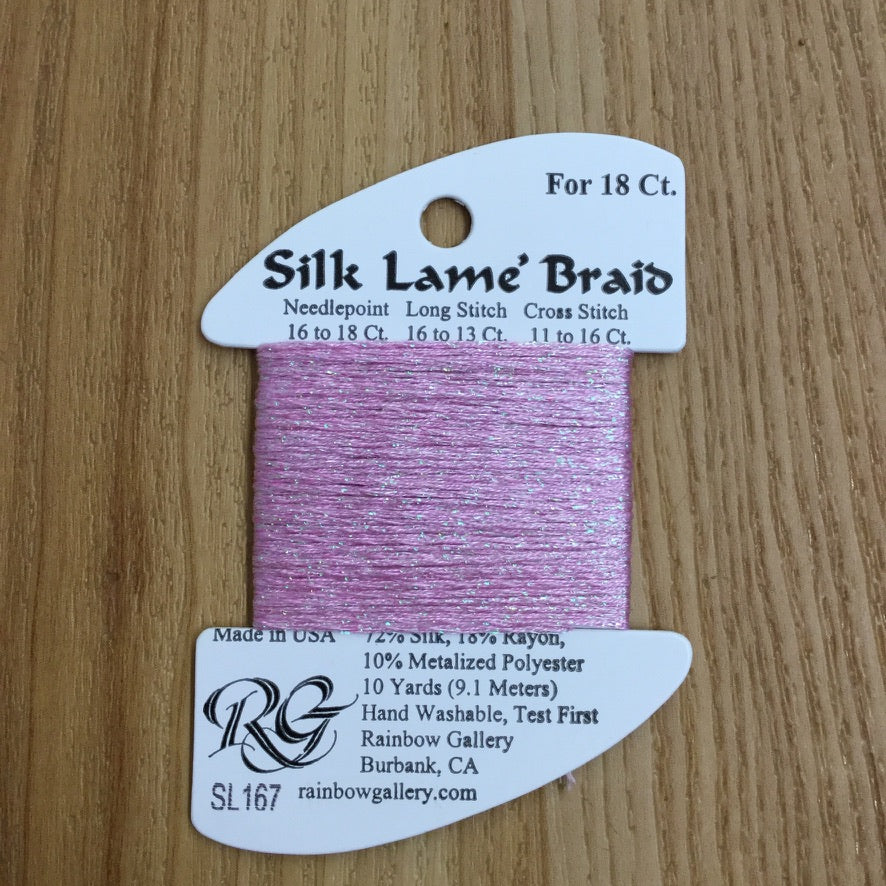 For 18 Ct.
Silk Lame' Braid
Needlepoint Long Stitch Cross Stitch
16 to 18 Ct. 16 to 13 Ct. 11 to 16 Ct.
Made in USA 72% Silk, 18% Rayon,
10% Metalized Polyester
10 Yards (9.1 Meters)
Hand Washable, Test First
Rainbow Gallery
Burbank, CA
RG
SL167 rainbowgallery.com